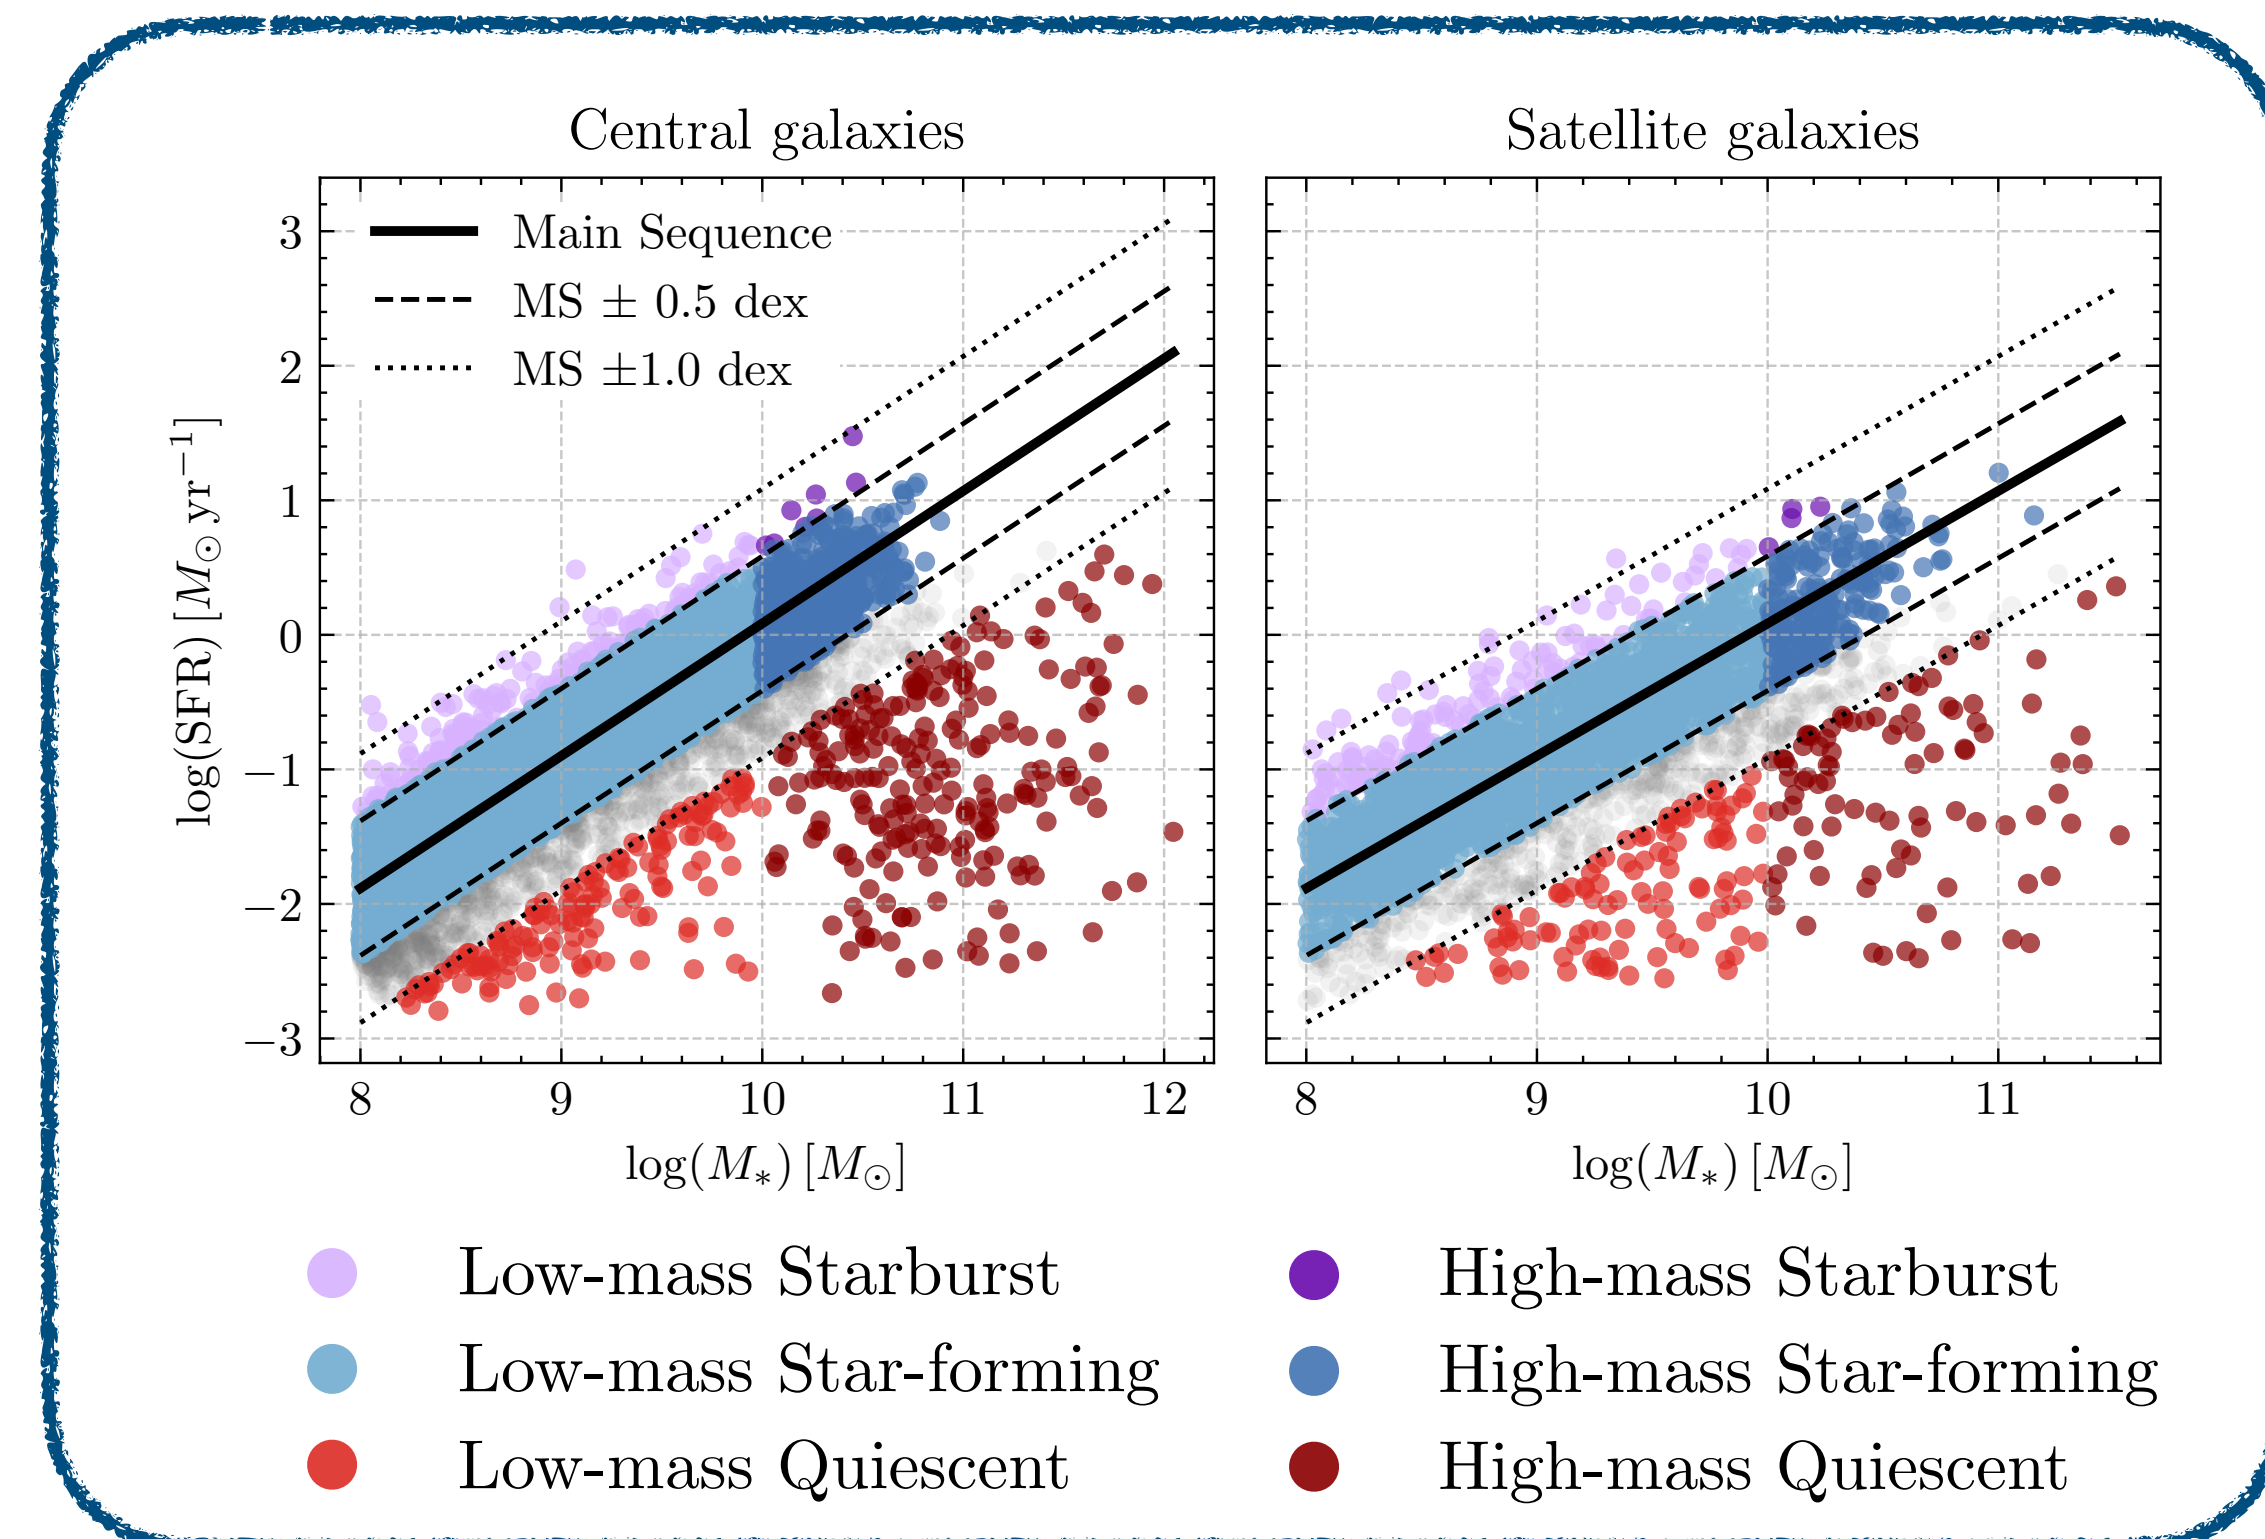 Central galaxies
Satellite galaxies
Main Sequence
MS ± 0.5 dex
MS ±1.0 dex
log(SFR) [M⊙ yr⁻¹]
3
2
1
0
−1
−2
−3
8 9 10 11 12
8 9 10 11
log(M∗) [M⊙]
log(M∗) [M⊙]
Low-mass Starburst
High-mass Starburst
Low-mass Star-forming
High-mass Star-forming
Low-mass Quiescent
High-mass Quiescent